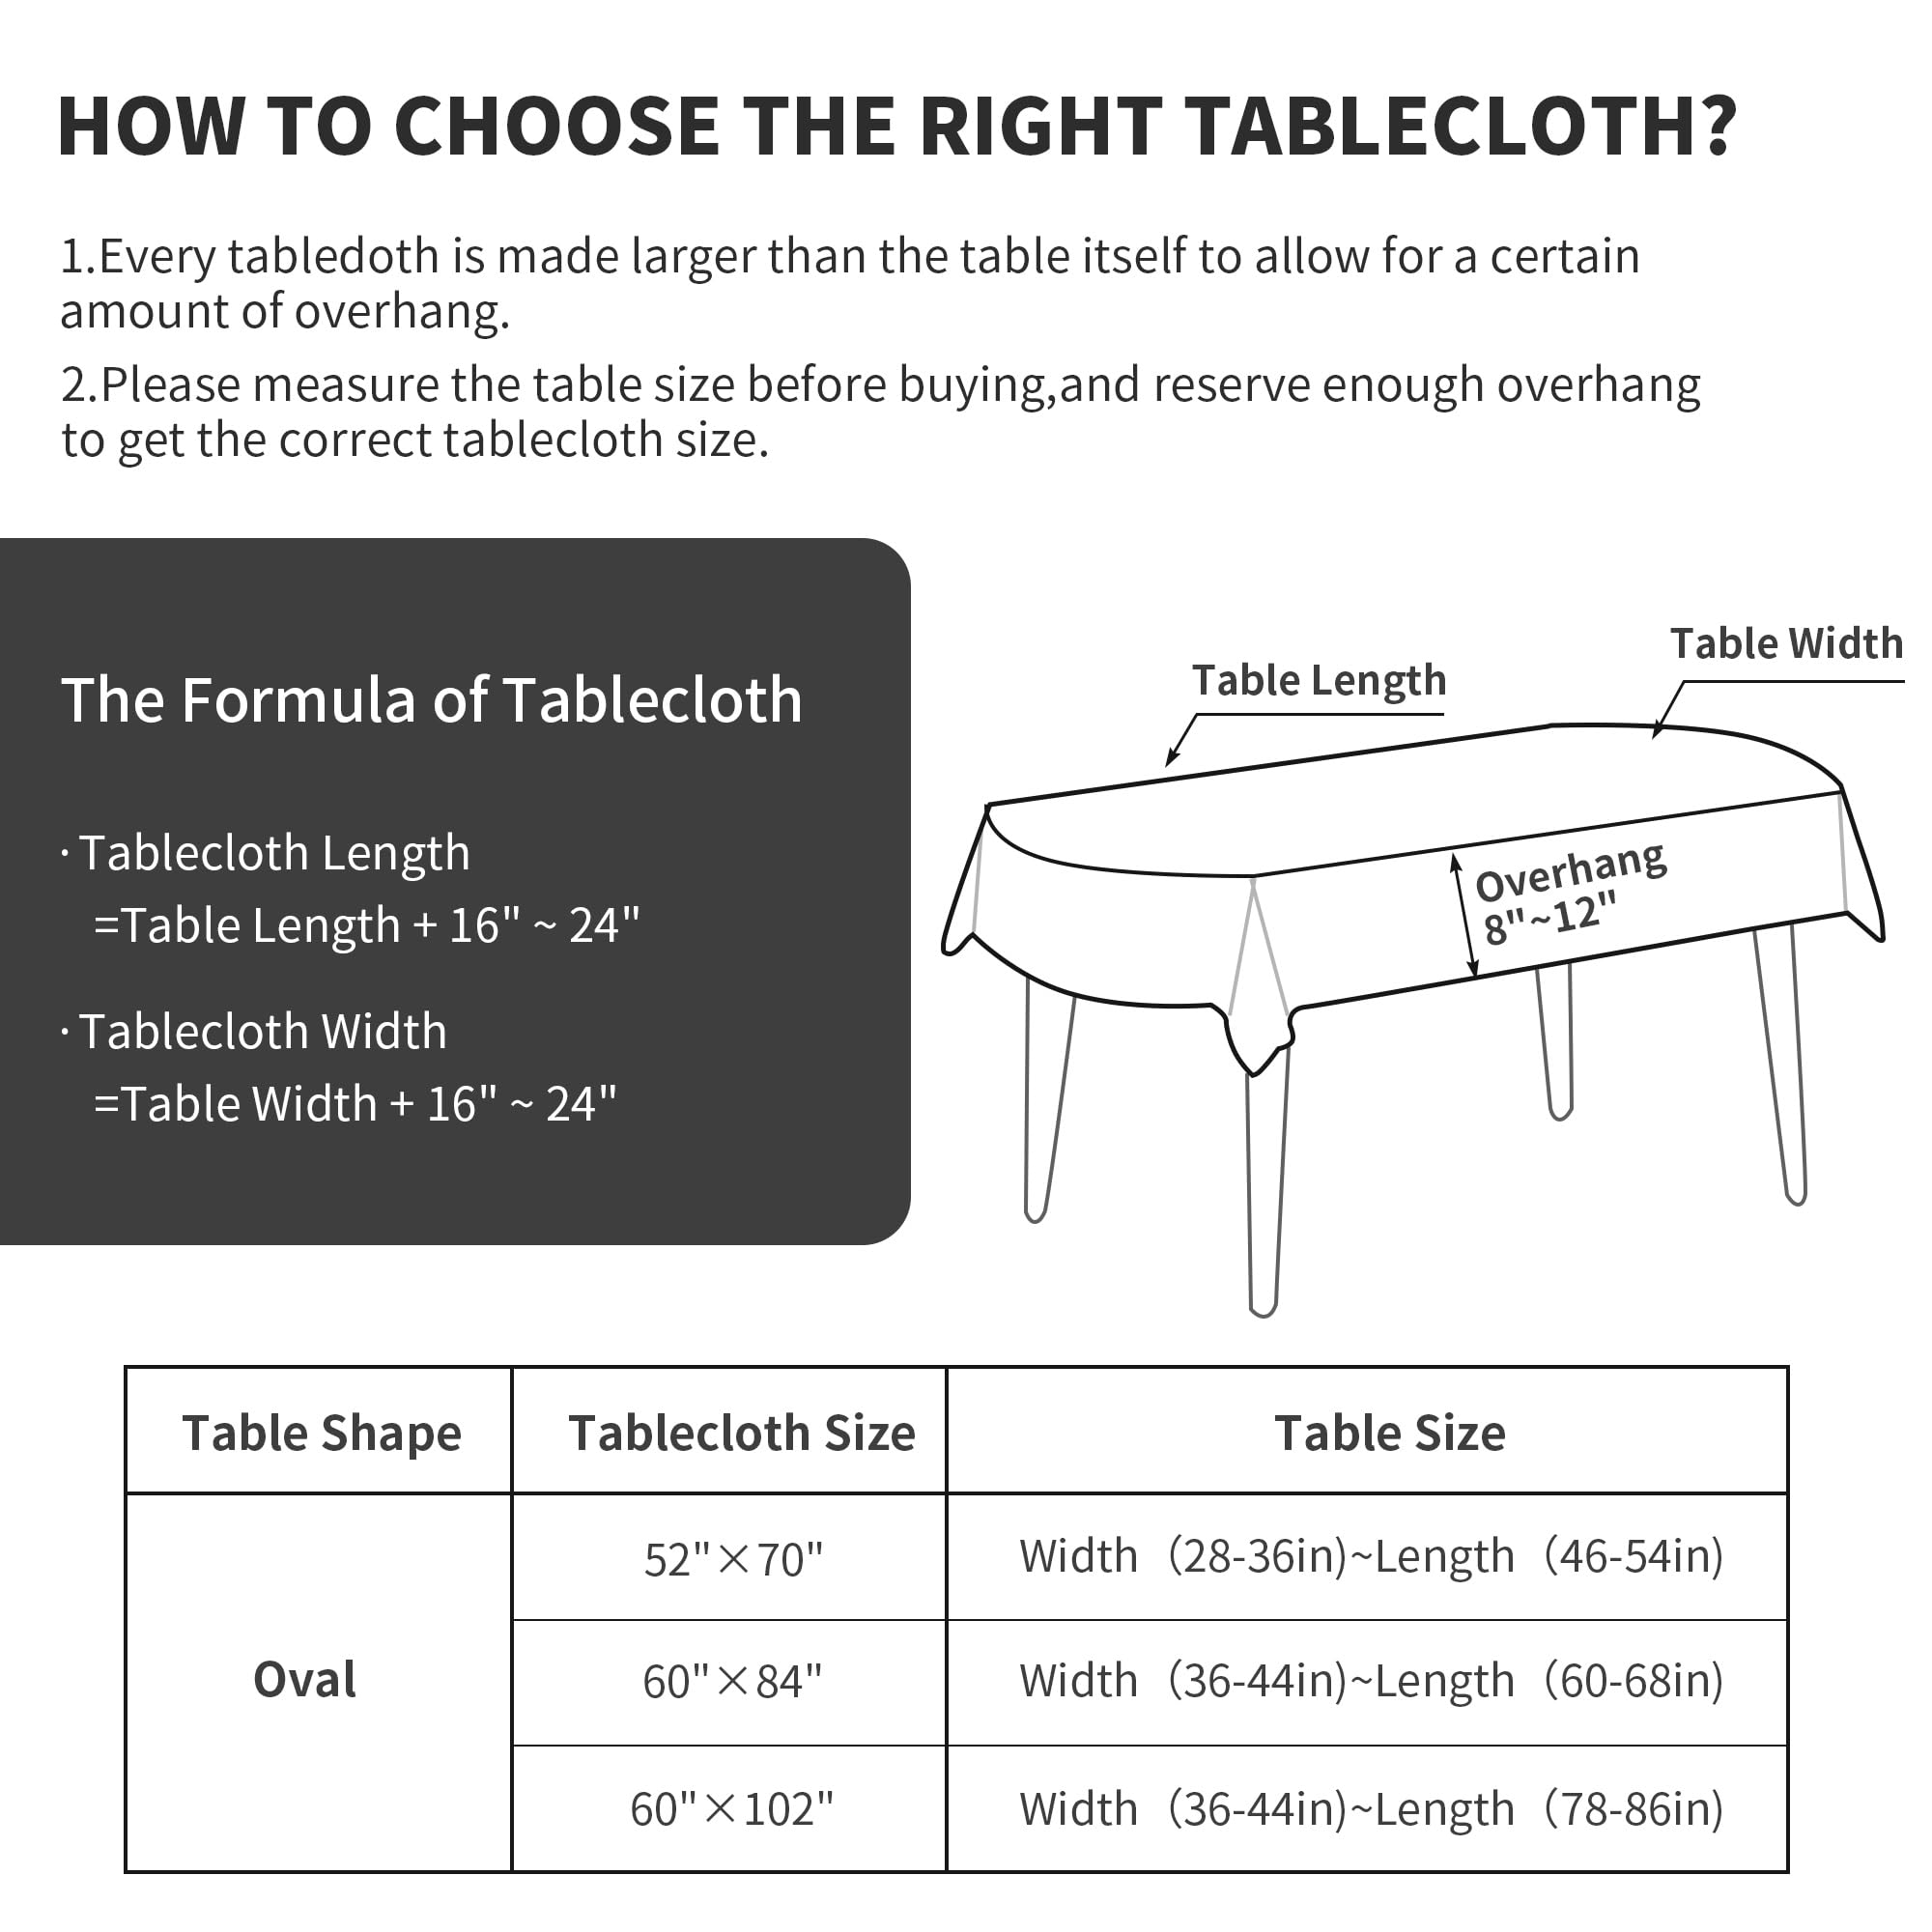 HOW TO CHOOSE THE RIGHT TABLECLOTH?
1.Every tabledoth is made larger than the table itself to allow for a certain
amount of overhang.
2.Please measure the table size before buying,and reserve enough overhang
to get the correct tablecloth size.
The Formula of Tablecloth
· Tablecloth Length
=Table Length + 16" ~ 24"
· Tablecloth Width
=Table Width + 16" ~ 24"
Table Length
Table Width
Overhang
8"~12"
Table Shape
Tablecloth Size
Table Size
Oval
52"×70"
Width（28-36in)~Length（46-54in)
60"×84"
Width（36-44in)~Length（60-68in)
60"×102"
Width（36-44in)~Length（78-86in)